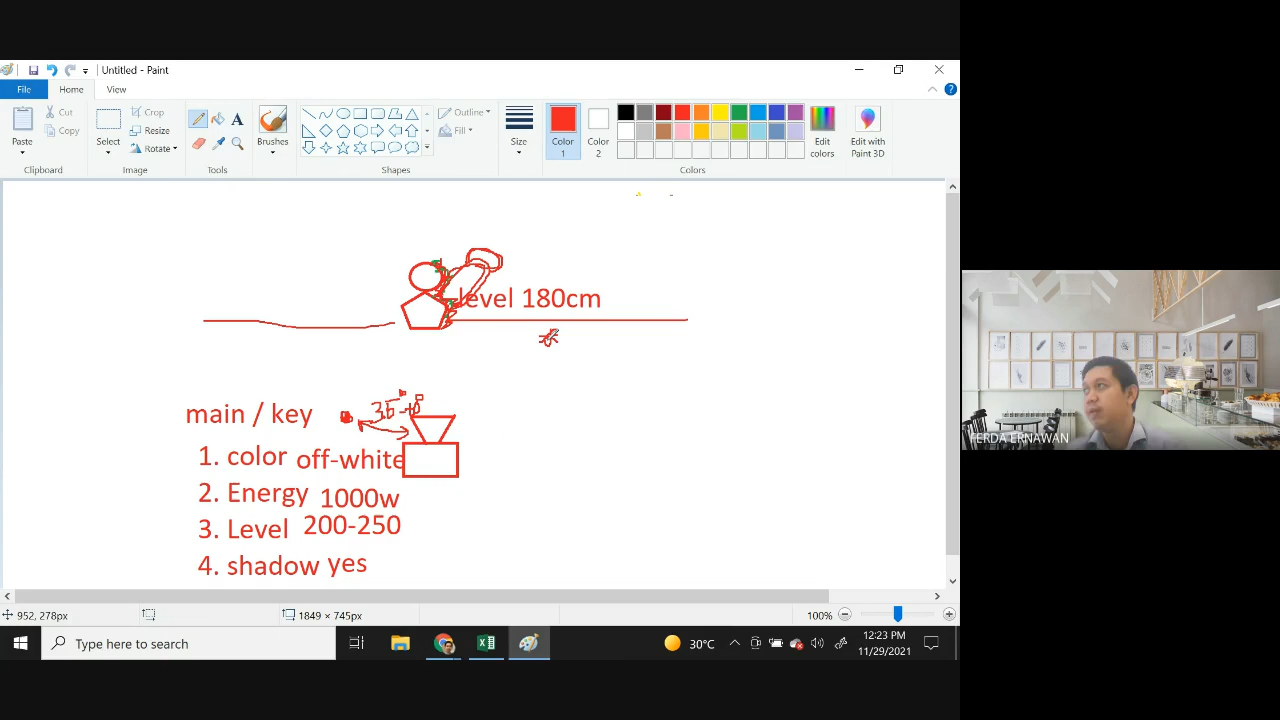 Untitled - Paint
File
Home
View
Paste
Cut
Copy
Clipboard
Select
Crop
Resize
Rotate
Image
A
Tools
Brushes
Outline
Fill
Shapes
Size
Color 1
Color 2
Edit colors
Edit with Paint 3D
Colors
level 180cm
main / key
1. color off-white
2. Energy 1000w
3. Level 200-250
4. shadow yes
FERDA ERNAWAN
952, 278px
1849 × 745px
100%
Type here to search
30°C
12:23 PM
11/29/2021